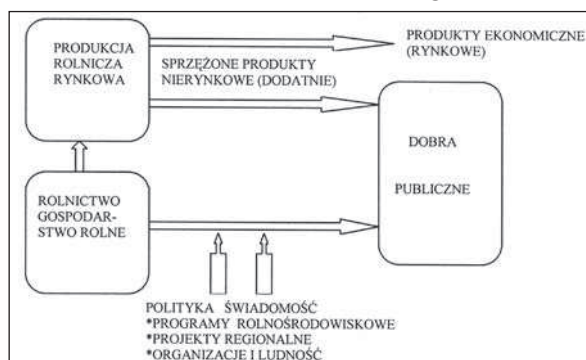 PRODUKCJA
ROLNICZA
RYNKOWA
PRODUKTY EKONOMICZNE
(RYNKOWE)
SPRZĘŻONE PRODUKTY
NIERYNKOWE (DODATNIE)
DOBRA
PUBLICZNE
ROLNICTWO
GOSPODAR-
STWO ROLNE
POLITYKA ŚWIADOMOŚĆ
*PROGRAMY ROLNOŚRODOWISKOWE
*PROJEKTY REGIONALNE
*ORGANIZACJE I LUDNOŚĆ